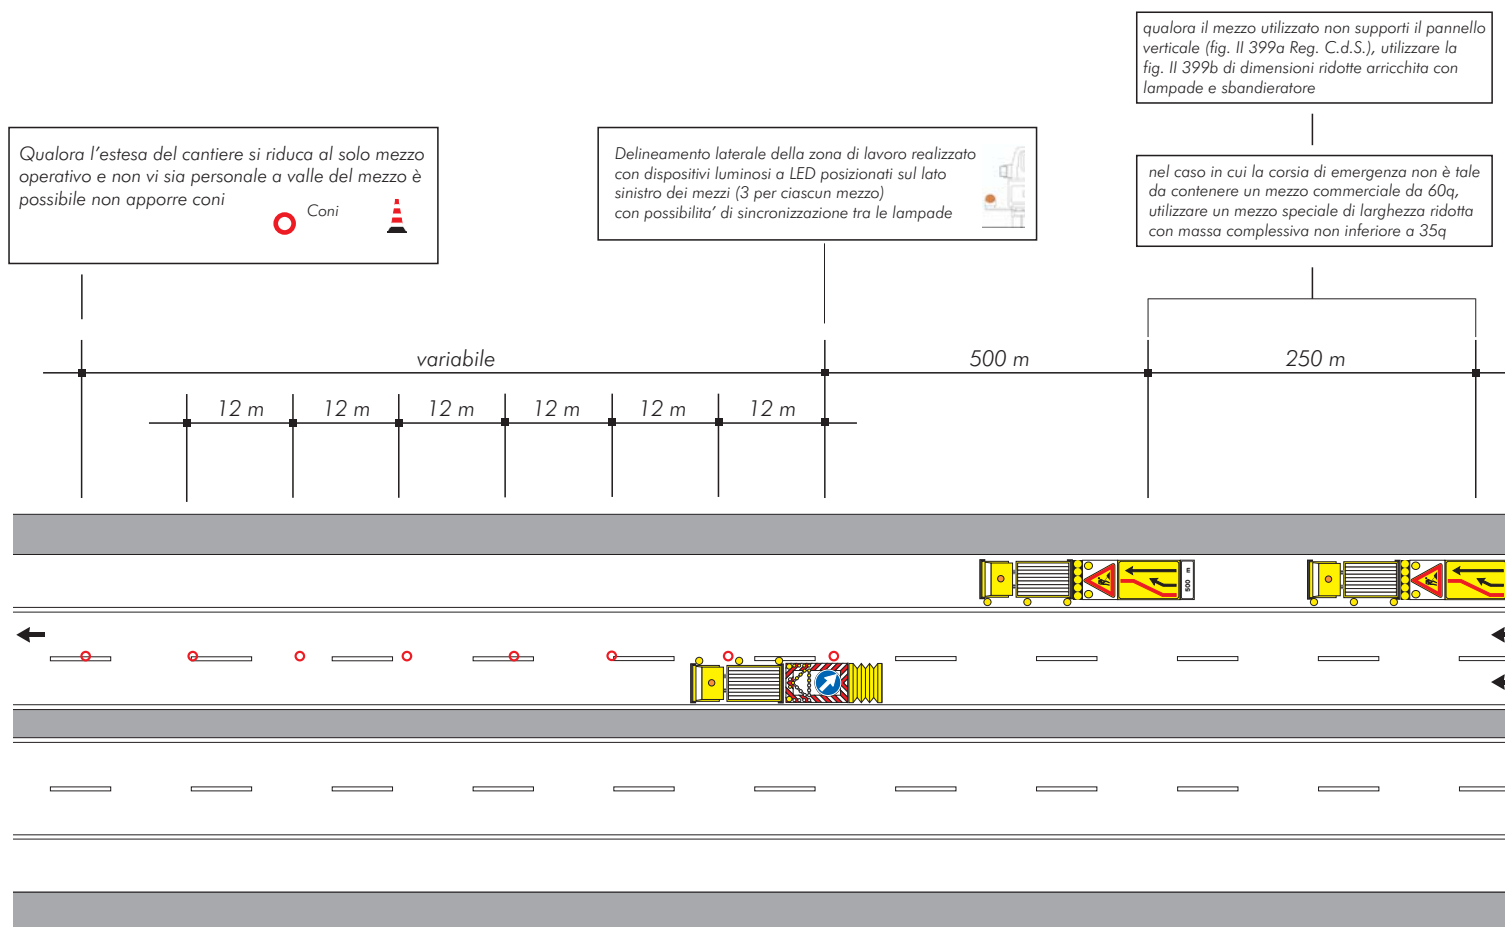 qualora il mezzo utilizzato non supporti il pannello
verticale (fig. II 399a Reg. C.d.S.), utilizzare la
fig. II 399b di dimensioni ridotte arricchita con
lampade e sbandieratore
Qualora l'estesa del cantiere si riduca al solo mezzo
operativo e non vi sia personale a valle del mezzo è
possibile non apporre coni
Coni
Delineamento laterale della zona di lavoro realizzato
con dispositivi luminosi a LED posizionati sul lato
sinistro dei mezzi (3 per ciascun mezzo)
con possibilita' di sincronizzazione tra le lampade
nel caso in cui la corsia di emergenza non è tale
da contenere un mezzo commerciale da 60q,
utilizzare un mezzo speciale di larghezza ridotta
con massa complessiva non inferiore a 35q
variabile
500 m
250 m
12 m
12 m
12 m
12 m
12 m
12 m
500 m